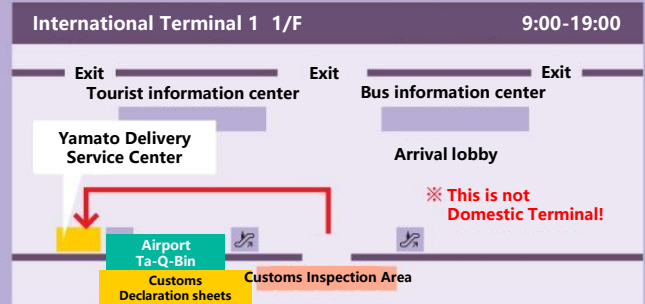 International Terminal 1 1/F
9:00-19:00
Exit
Exit
Exit
Tourist information center
Bus information center
Yamato Delivery
Service Center
Arrival lobby
※ This is not
Domestic Terminal!
Airport
Ta-Q-Bin
Customs Inspection Area
Customs
Declaration sheets